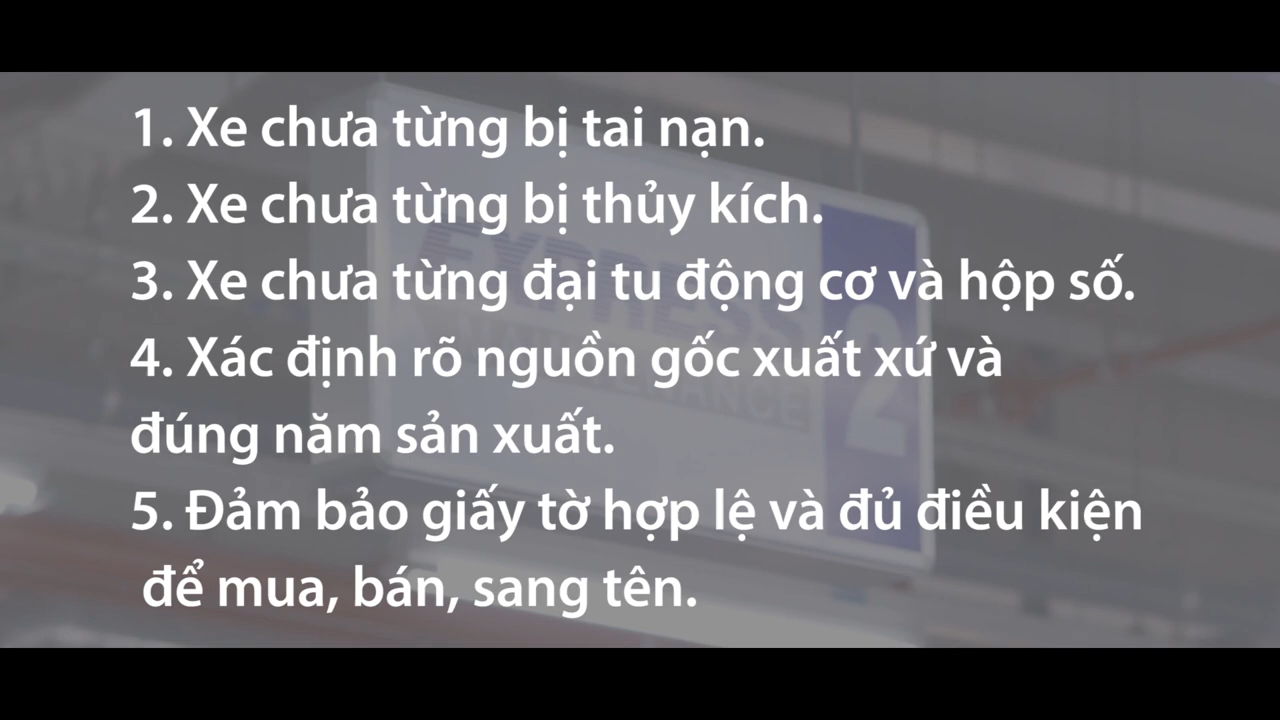 1. Xe chưa từng bị tai nạn.
2. Xe chưa từng bị thủy kích.
3. Xe chưa từng đại tu động cơ và hộp số.
4. Xác định rõ nguồn gốc xuất xứ và
đúng năm sản xuất.
5. Đảm bảo giấy tờ hợp lệ và đủ điều kiện
để mua, bán, sang tên.
EXPRESS
2